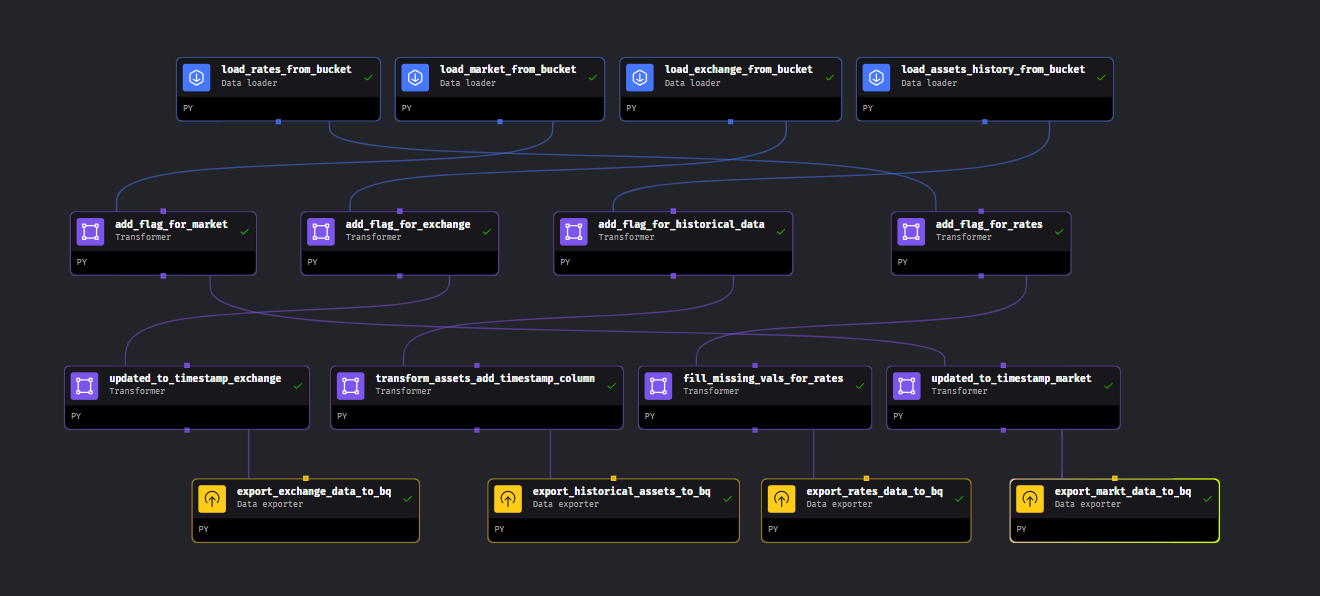 load_rates_from_bucket
Data loader
PY
load_market_from_bucket
Data loader
PY
load_exchange_from_bucket
Data loader
PY
load_assets_history_from_bucket
Data loader
PY
add_flag_for_market
Transformer
PY
add_flag_for_exchange
Transformer
PY
add_flag_for_historical_data
Transformer
PY
add_flag_for_rates
Transformer
PY
updated_to_timestamp_exchange
Transformer
PY
transform_assets_add_timestamp_column
Transformer
PY
fill_missing_vals_for_rates
Transformer
PY
updated_to_timestamp_market
Transformer
PY
export_exchange_data_to_bq
Data exporter
PY
export_historical_assets_to_bq
Data exporter
PY
export_rates_data_to_bq
Data exporter
PY
export_markt_data_to_bq
Data exporter
PY